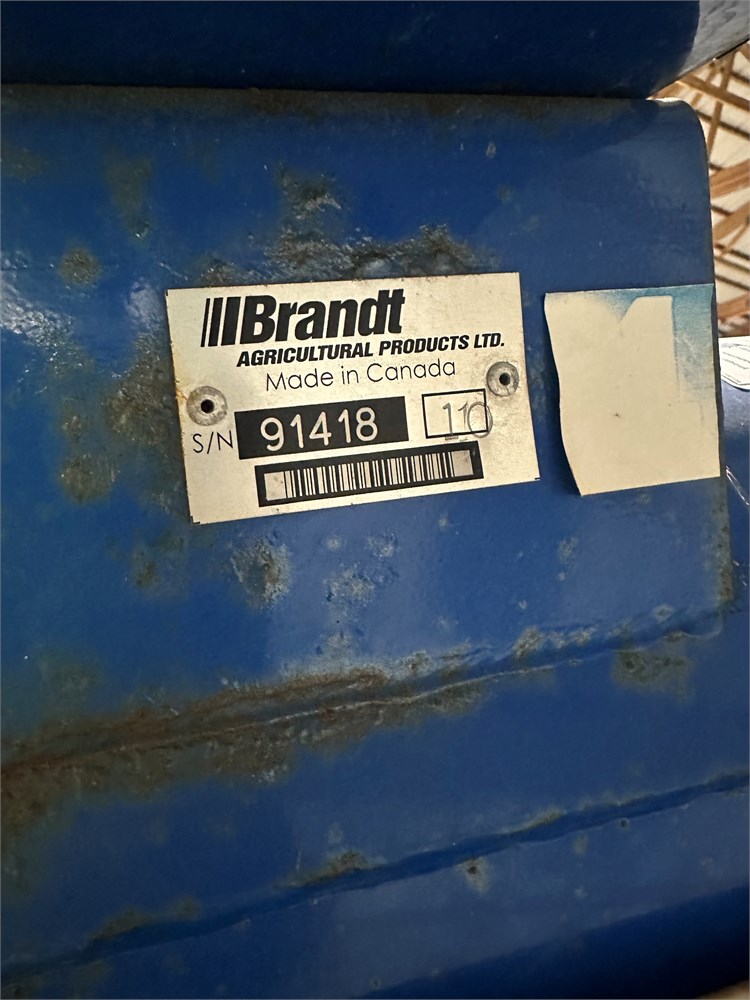 Brandt
AGRICULTURAL PRODUCTS LTD.
Made in Canada
S/N 91418 110